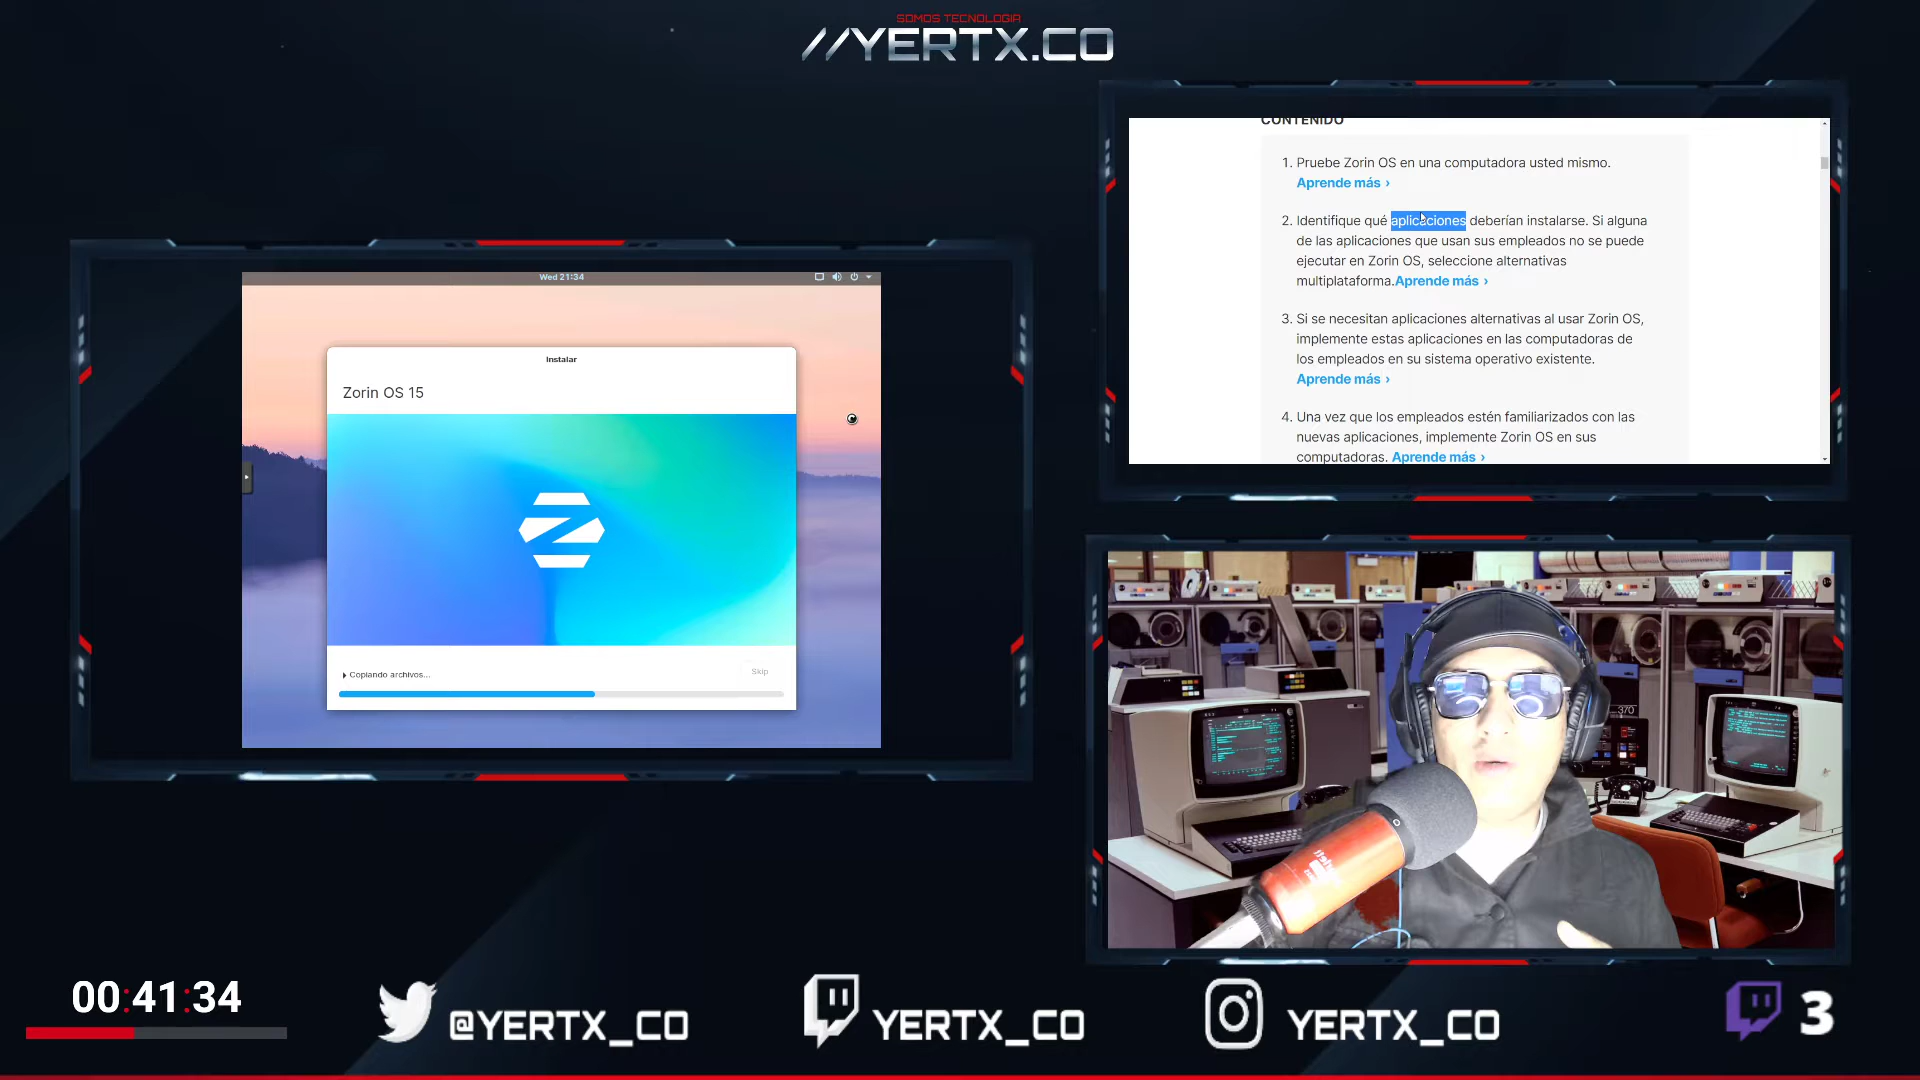 SOMOS TECNOLOGIA
//YERTX.CO
CONTENIDO
1. Pruebe Zorin OS en una computadora usted mismo.
Aprende más ›
2. Identifique qué aplicaciones deberían instalarse. Si alguna
de las aplicaciones que usan sus empleados no se puede
ejecutar en Zorin OS, seleccione alternativas
multiplataforma.Aprende más ›
3. Si se necesitan aplicaciones alternativas al usar Zorin OS,
implemente estas aplicaciones en las computadoras de
los empleados en su sistema operativo existente.
Aprende más ›
4. Una vez que los empleados estén familiarizados con las
nuevas aplicaciones, implemente Zorin OS en sus
computadoras. Aprende más ›
Wed 21:34
Instalar
Zorin OS 15
Copiando archivos...
Skip
370
00:41:34
@YERTX_CO
YERTX_CO
YERTX_CO
3